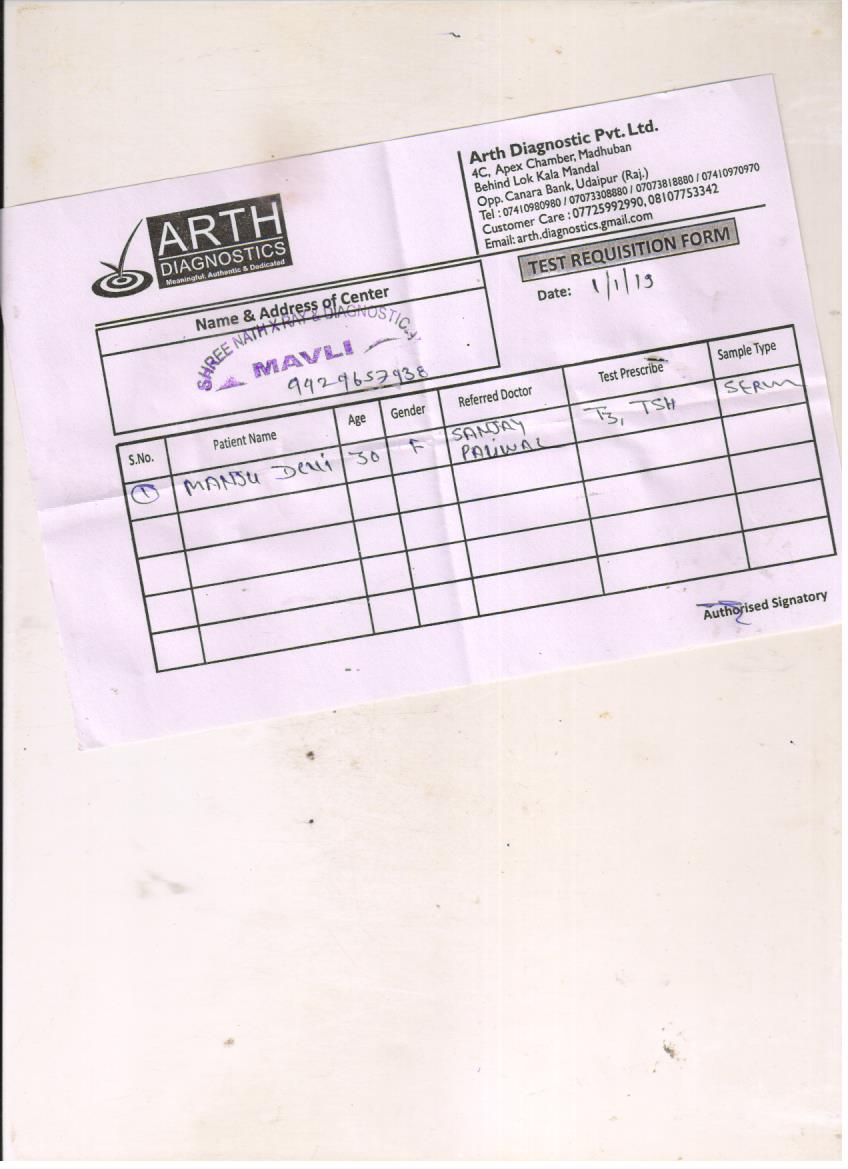 ARTH
DIAGNOSTICS
Meaningful, Authentic & Dedicated
Arth Diagnostic Pvt. Ltd.
4C, Apex Chamber, Madhuban
Behind Lok Kala Mandal
Opp. Canara Bank, Udaipur (Raj.)
Tel : 07410980980 / 07073308880 / 07073818880 / 07410970970
Customer Care : 07725992990, 08107753342
Email: arth.diagnostics.gmail.com
TEST REQUISITION FORM
Date: 1/1/19
Name & Address of Center
SHREE NATH X RAY & DIAGNOSTIC
MAVLI
9929657938
S.No. Patient Name Age Gender Referred Doctor Test Prescribe Sample Type
1 MANJU Devi 30 F SANJAY PALIWAL T3, TSH SERUM
Authorised Signatory